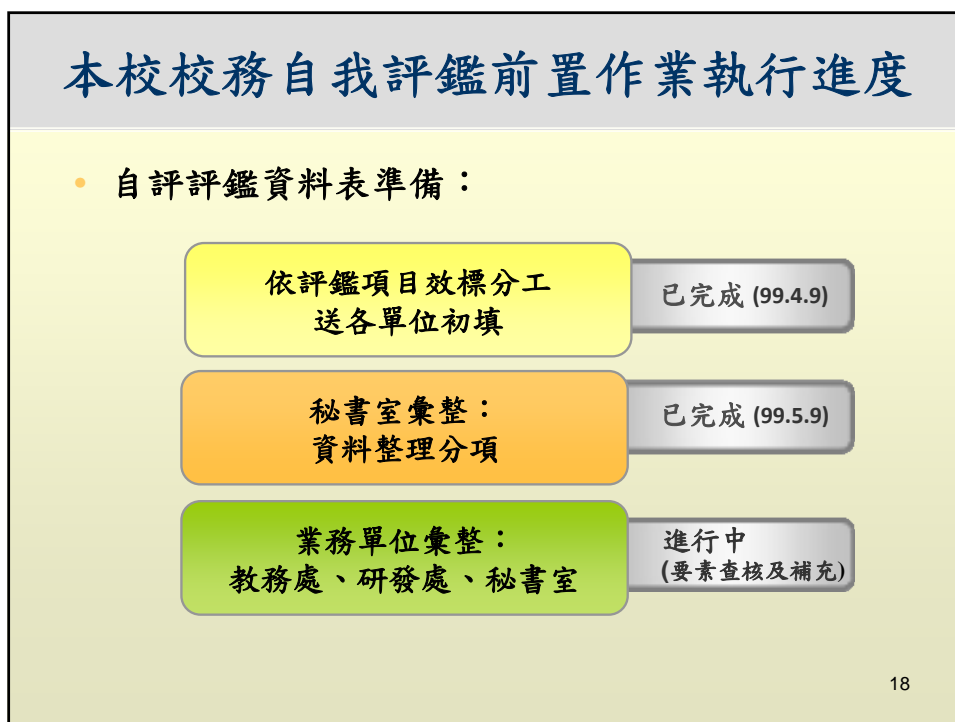 本校校務自我評鑑前置作業執行進度
• 自評評鑑資料表準備：
依評鑑項目效標分工
送各單位初填
已完成 (99.4.9)
秘書室彙整：
資料整理分項
已完成 (99.5.9)
業務單位彙整：
教務處、研發處、秘書室
進行中
(要素查核及補充)
18